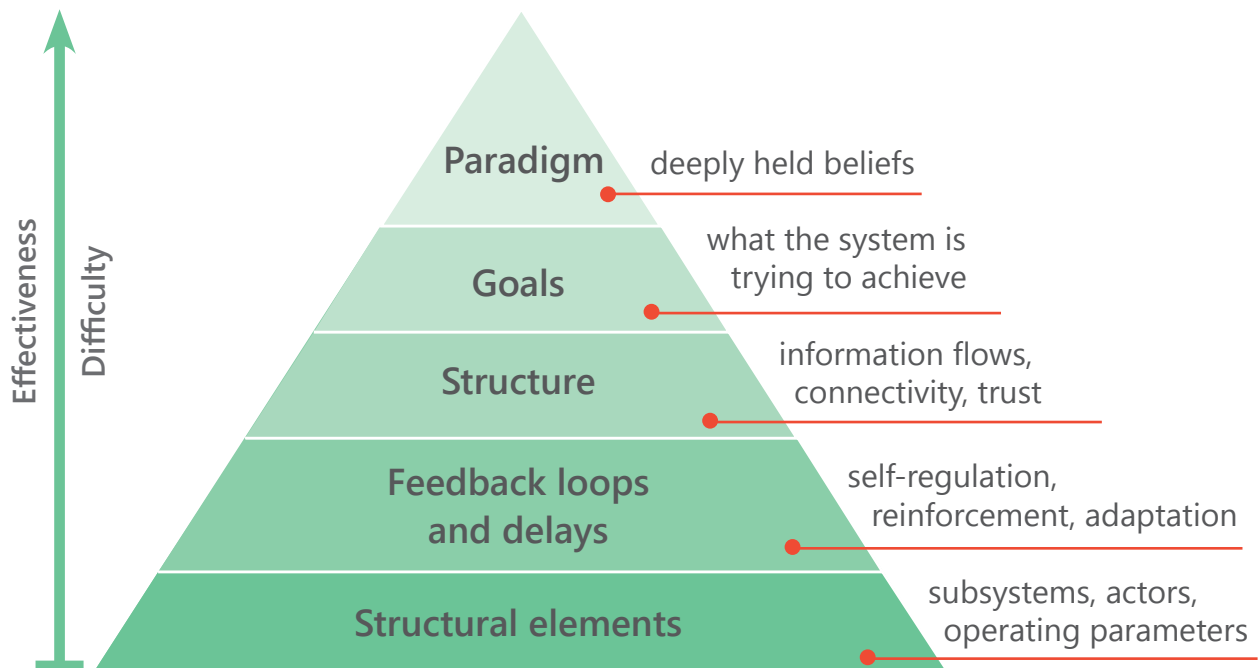 Effectiveness
Difficulty
Paradigm
deeply held beliefs
Goals
what the system is
trying to achieve
Structure
information flows,
connectivity, trust
Feedback loops
and delays
self-regulation,
reinforcement, adaptation
Structural elements
subsystems, actors,
operating parameters